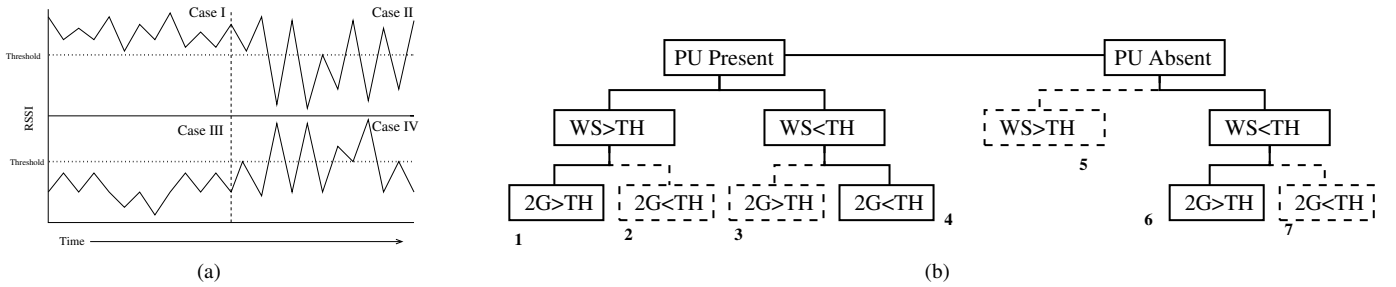 Case I
Case II
Threshold
RSSI
Case III
Case IV
Threshold
Time
(a)
PU Present
PU Absent
WS>TH
WS<TH
WS>TH
WS<TH
5
2G>TH
2G<TH
2G>TH
2G<TH
2G>TH
2G<TH
1
2
3
4
6
7
(b)